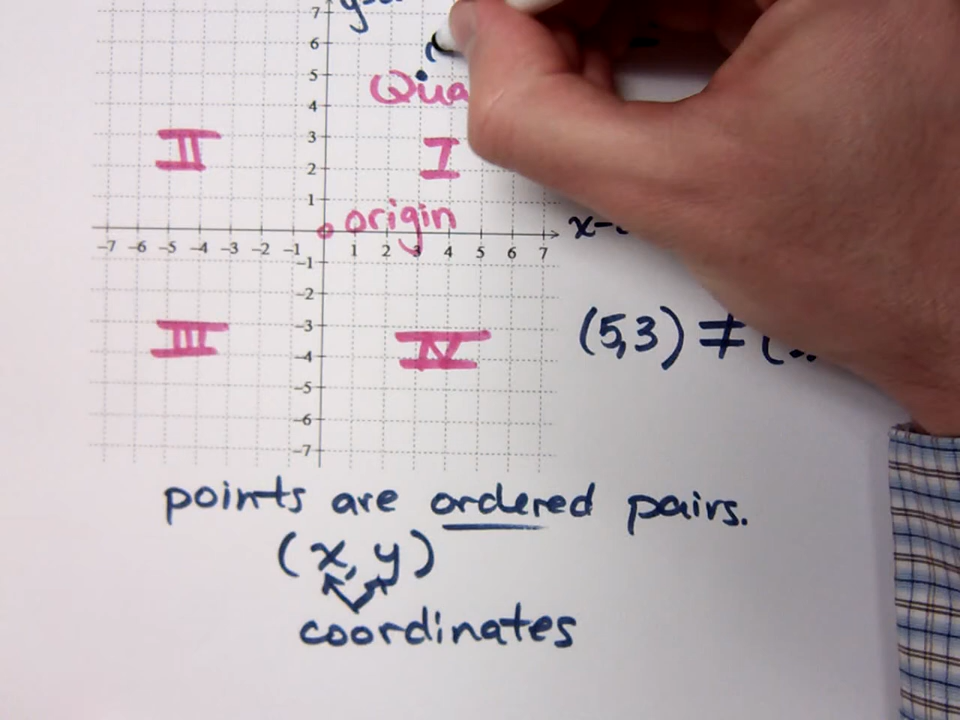 7
6
5
Qua
4
II
3
I
2
1
origin
x-
-7 -6 -5 -4 -3 -2 -1 1 2 3 4 5 6 7
-1
-2
III
-3
IV
(5,3) ≠ (
-4
-5
-6
-7
points are ordered pairs.
(x, y)
coordinates